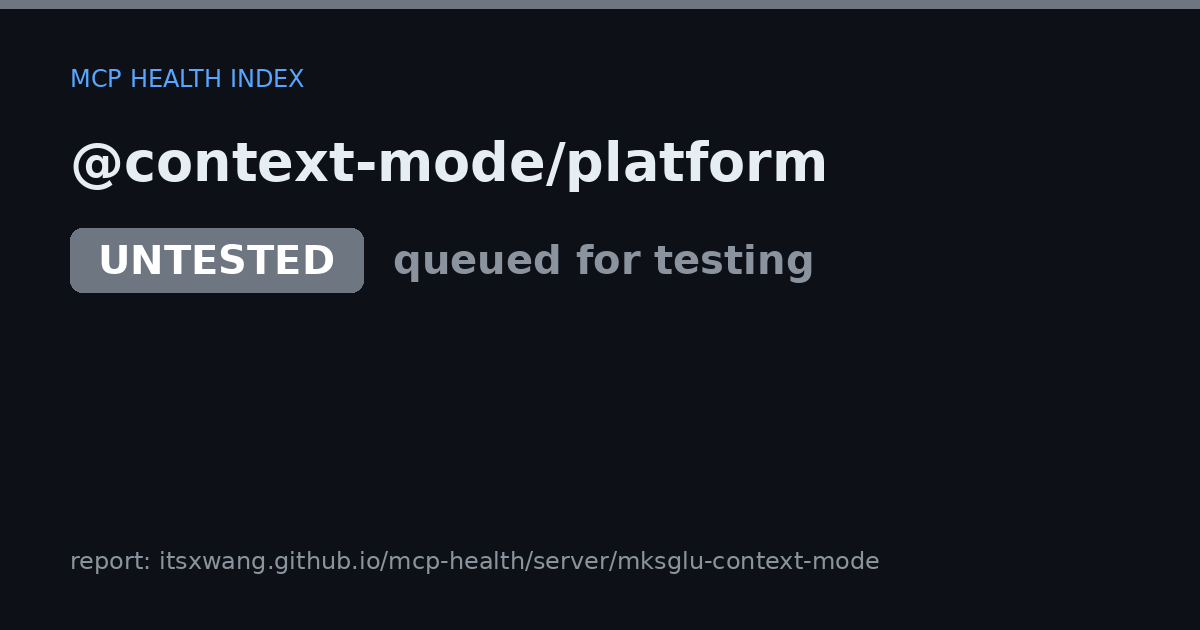 MCP HEALTH INDEX
@context-mode/platform
UNTESTED queued for testing
report: itsxwang.github.io/mcp-health/server/mksglu-context-mode